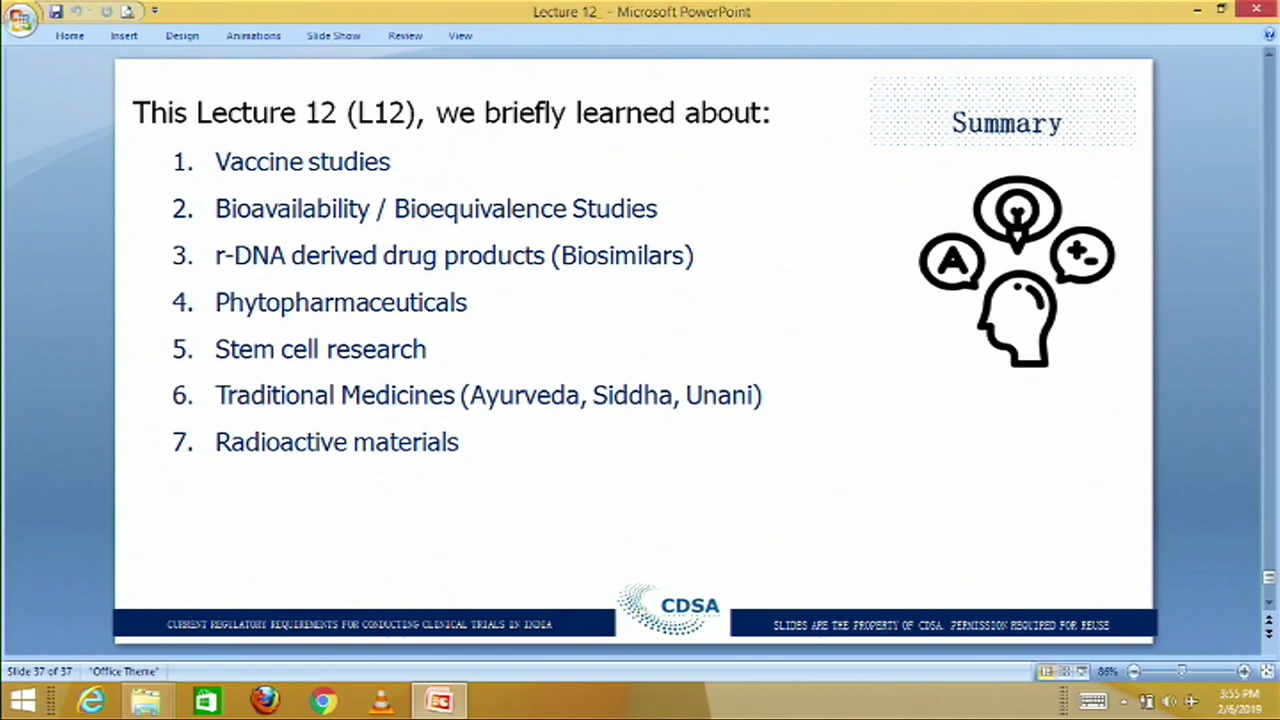 Lecture 12_ - Microsoft PowerPoint
Home Insert Design Animations Slide Show Review View
This Lecture 12 (L12), we briefly learned about:
Summary
1. Vaccine studies
2. Bioavailability / Bioequivalence Studies
3. r-DNA derived drug products (Biosimilars)
4. Phytopharmaceuticals
5. Stem cell research
6. Traditional Medicines (Ayurveda, Siddha, Unani)
7. Radioactive materials
A
CDSA
CURRENT REGULATORY REQUIREMENTS FOR CONDUCTING CLINICAL TRIALS IN INDIA
SLIDES ARE THE PROPERTY OF CDSA. PERMISSION REQUIRED FOR REUSE
Slide 37 of 37 "Office Theme" 86%
3:55 PM
2/6/2019